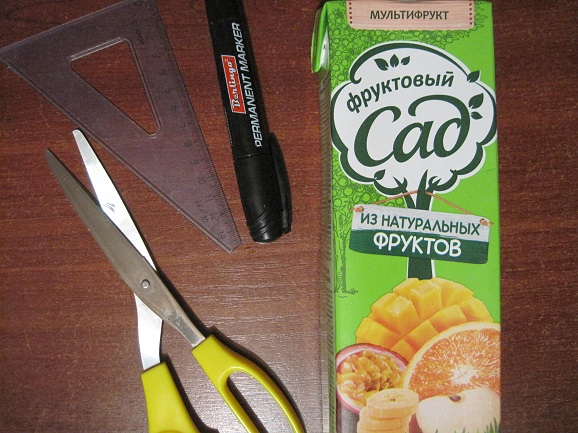 МУЛЬТИФРУКТ
фруктовый
Сад
ИЗ НАТУРАЛЬНЫХ
ФРУКТОВ
Berlingo
PERMANENT MARKER